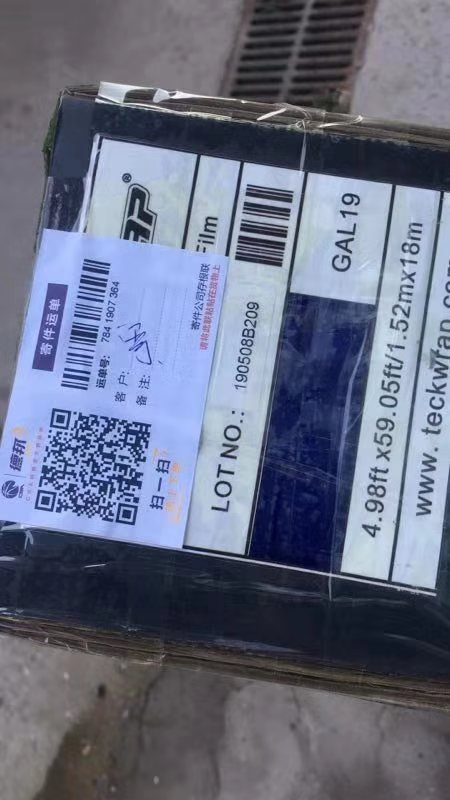 寄件运单
运单号: 784 1907 364
客户:
备注:
寄件公司存根联
请将此联粘贴在货物上
德邦
扫一扫
®
Film
LOT NO.: 190508B209
GAL19
4.98ft x59.05ft/1.52mx18m
www. teckwrap.com